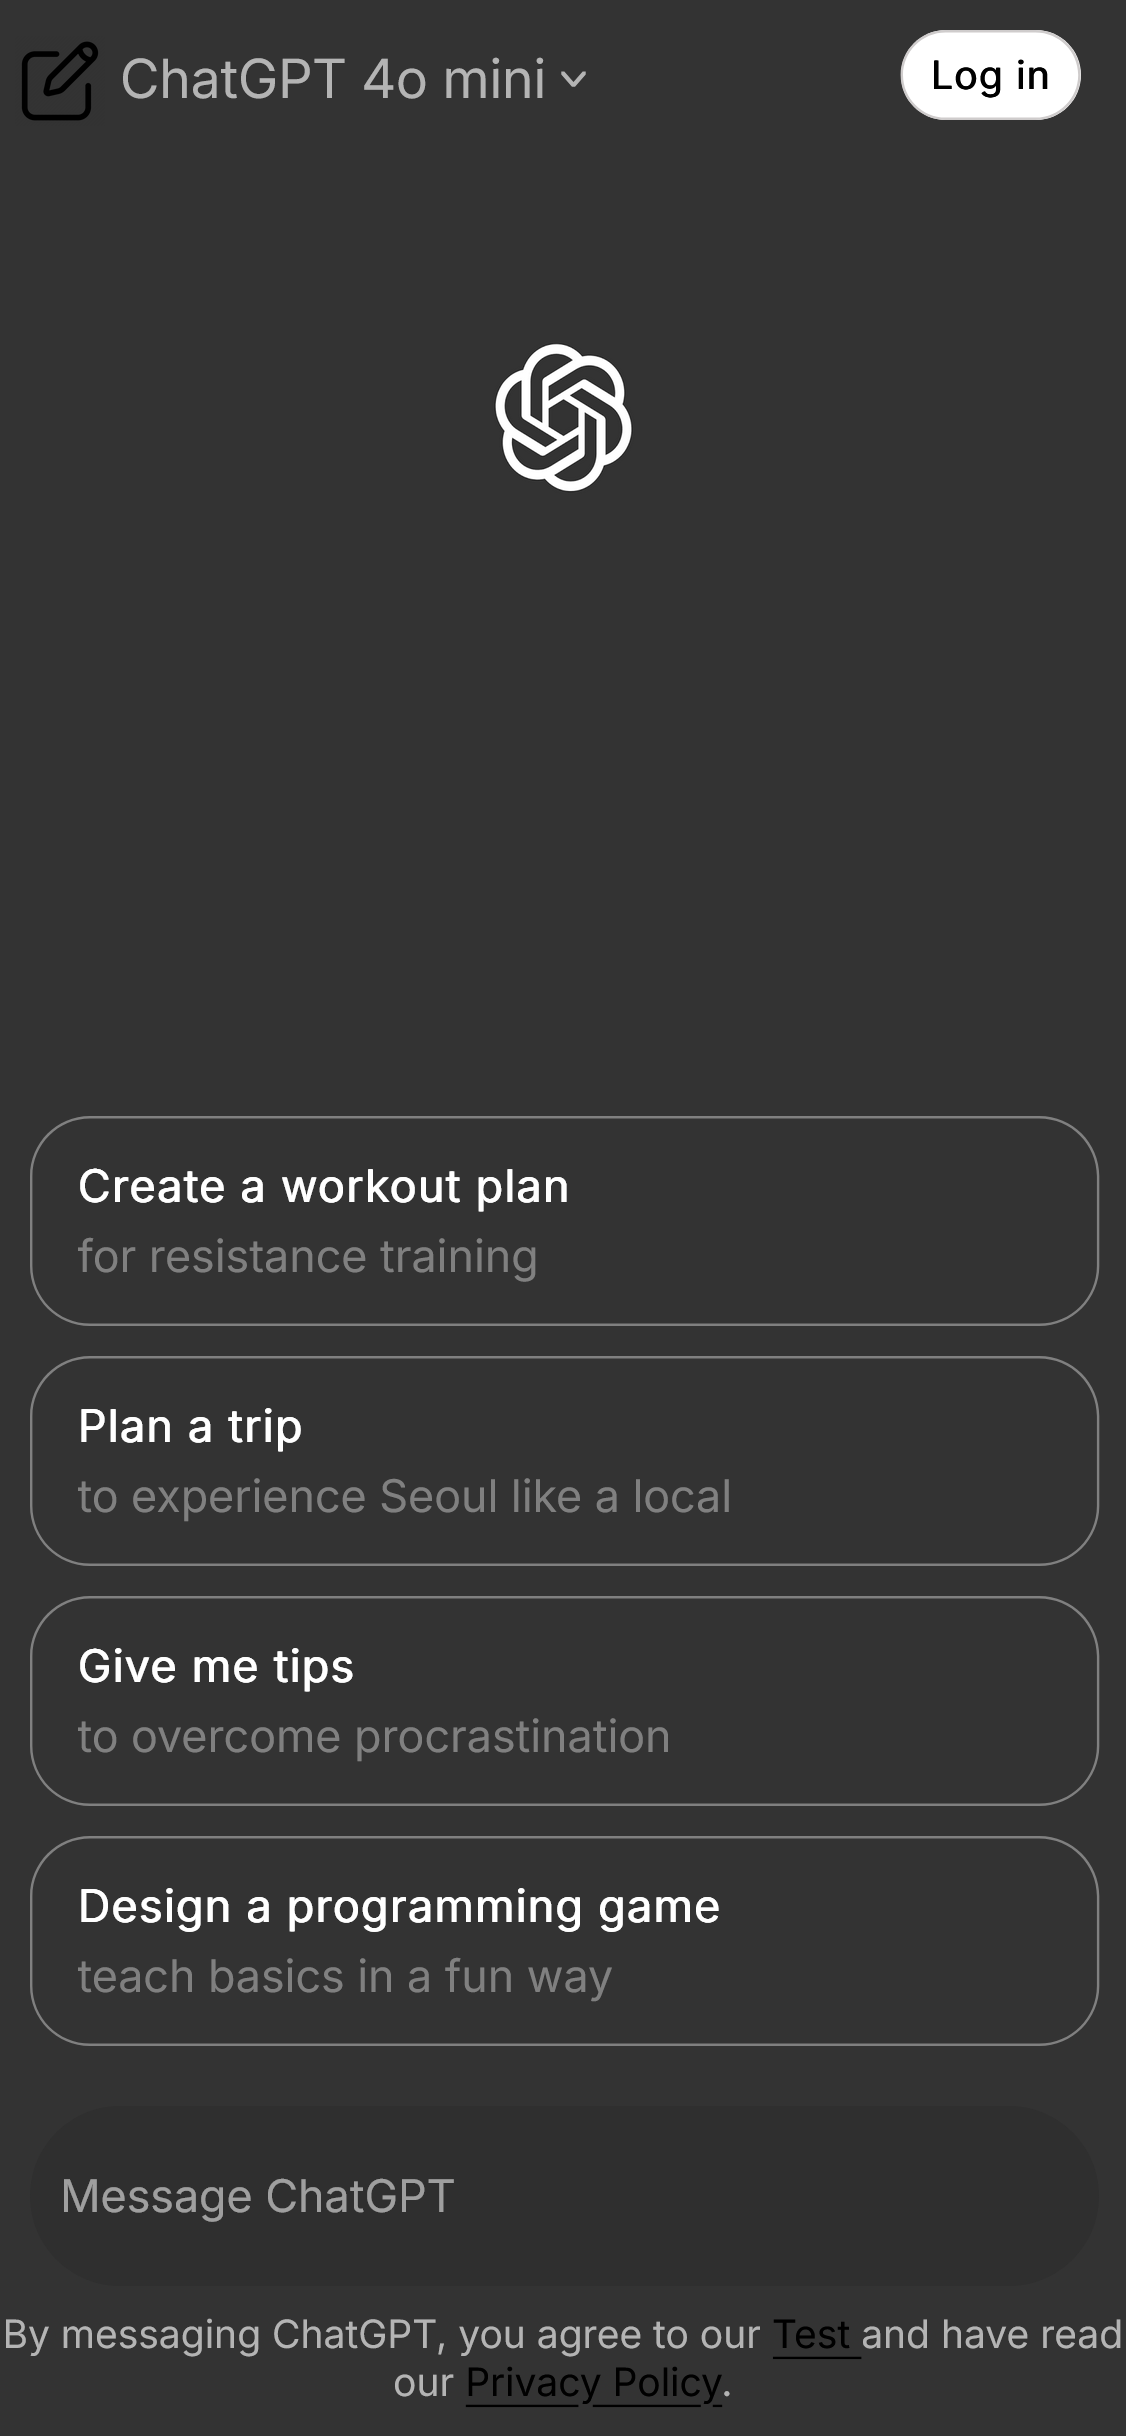 ChatGPT 4o mini
Log in
Create a workout plan
for resistance training
Plan a trip
to experience Seoul like a local
Give me tips
to overcome procrastination
Design a programming game
teach basics in a fun way
Message ChatGPT
By messaging ChatGPT, you agree to our Test and have read
our Privacy Policy.